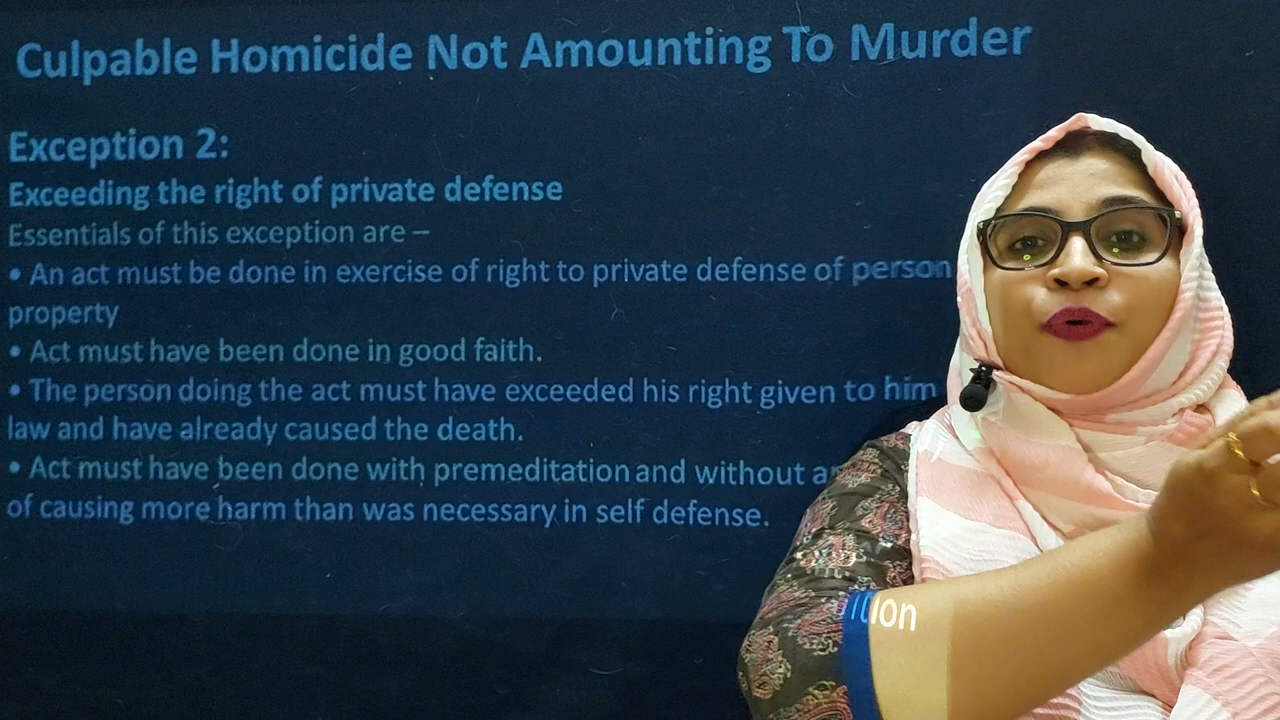 Culpable Homicide Not Amounting To Murder
Exception 2:
Exceeding the right of private defense
Essentials of this exception are –
• An act must be done in exercise of right to private defense of person
property
• Act must have been done in good faith.
• The person doing the act must have exceeded his right given to him
law and have already caused the death.
• Act must have been done with premeditation and without
of causing more harm than was necessary in self defense.
ition